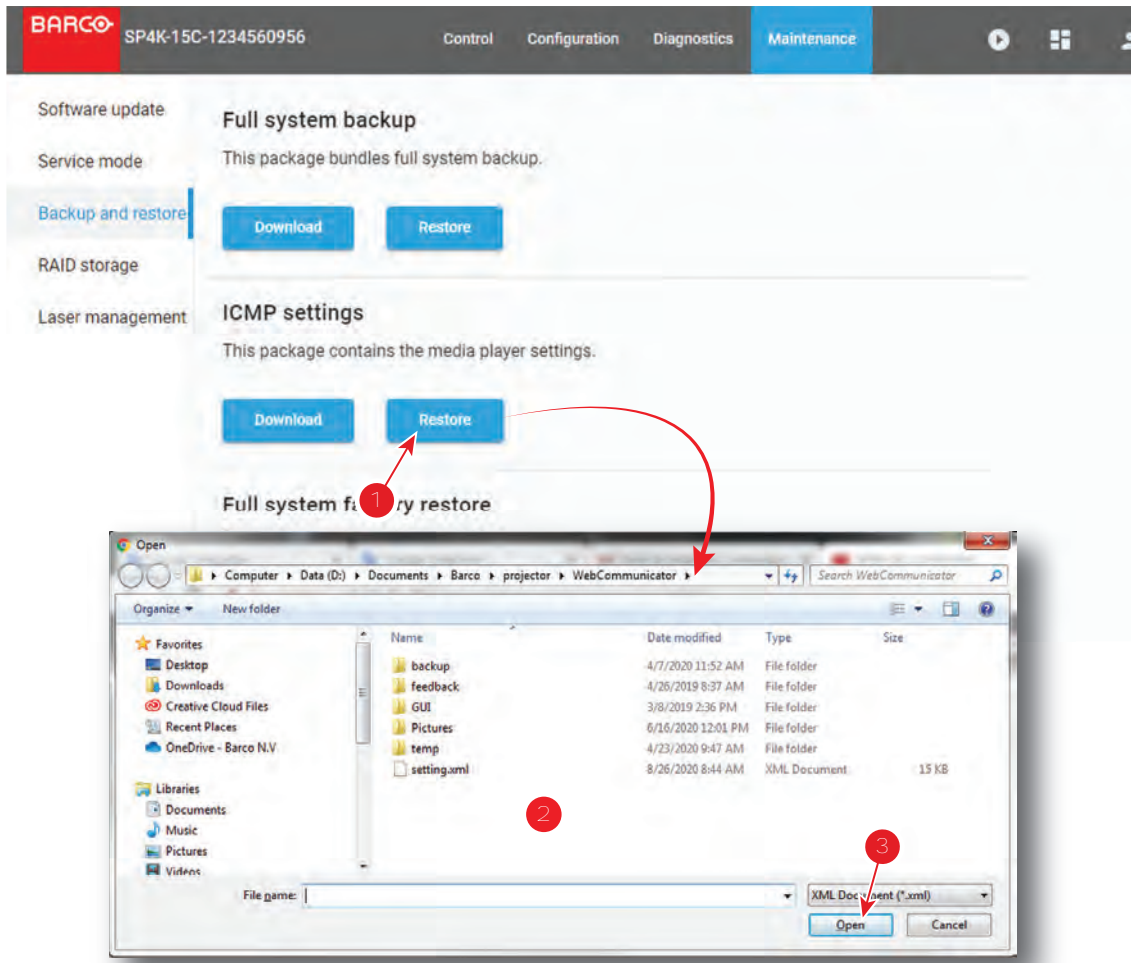 BARCO SP4K-15C-1234560956 Control Configuration Diagnostics Maintenance
Software update
Service mode
Backup and restore
RAID storage
Laser management
Full system backup
This package bundles full system backup.
Download Restore
ICMP settings
This package contains the media player settings.
Download Restore
1
Full system fa ry restore
Open
Computer Data (D:) Documents Barco projector WebCommunicator Search WebCommunicator
Organize New folder
Favorites
Desktop
Downloads
Creative Cloud Files
Recent Places
OneDrive - Barco N.V
Libraries
Documents
Music
Pictures
Videos
Name Date modified Type Size
backup 4/7/2020 11:52 AM File folder
feedback 4/26/2019 8:37 AM File folder
GUI 3/8/2019 2:36 PM File folder
Pictures 6/16/2020 12:01 PM File folder
temp 4/23/2020 9:47 AM File folder
setting.xml 8/26/2020 8:44 AM XML Document 15 KB
2
3
File name: XML Document (*.xml)
Open Cancel